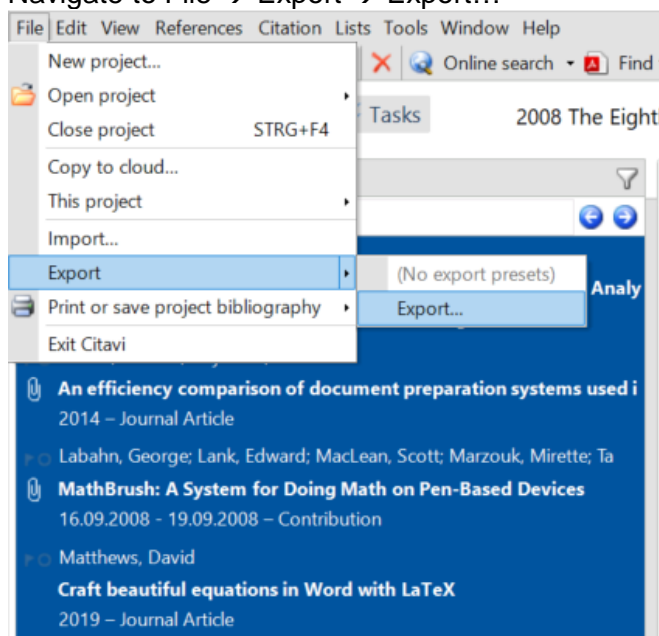 Navigate to File → Export → Export...
File Edit View References Citation Lists Tools Window Help
New project...
Online search
Find
Open project
Tasks
2008 The Eight
Close project STRG+F4
Copy to cloud...
This project
Import...
Export
(No export presets)
Analy
Print or save project bibliography
Export...
Exit Citavi
An efficiency comparison of document preparation systems used i
2014 – Journal Article
Labahn, George; Lank, Edward; MacLean, Scott; Marzouk, Mirette; Ta
MathBrush: A System for Doing Math on Pen-Based Devices
16.09.2008 - 19.09.2008 – Contribution
Matthews, David
Craft beautiful equations in Word with LaTeX
2019 – Journal Article